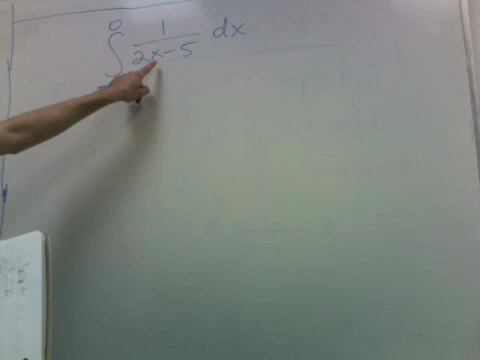 ∫ 0 1/(2x-5) dx